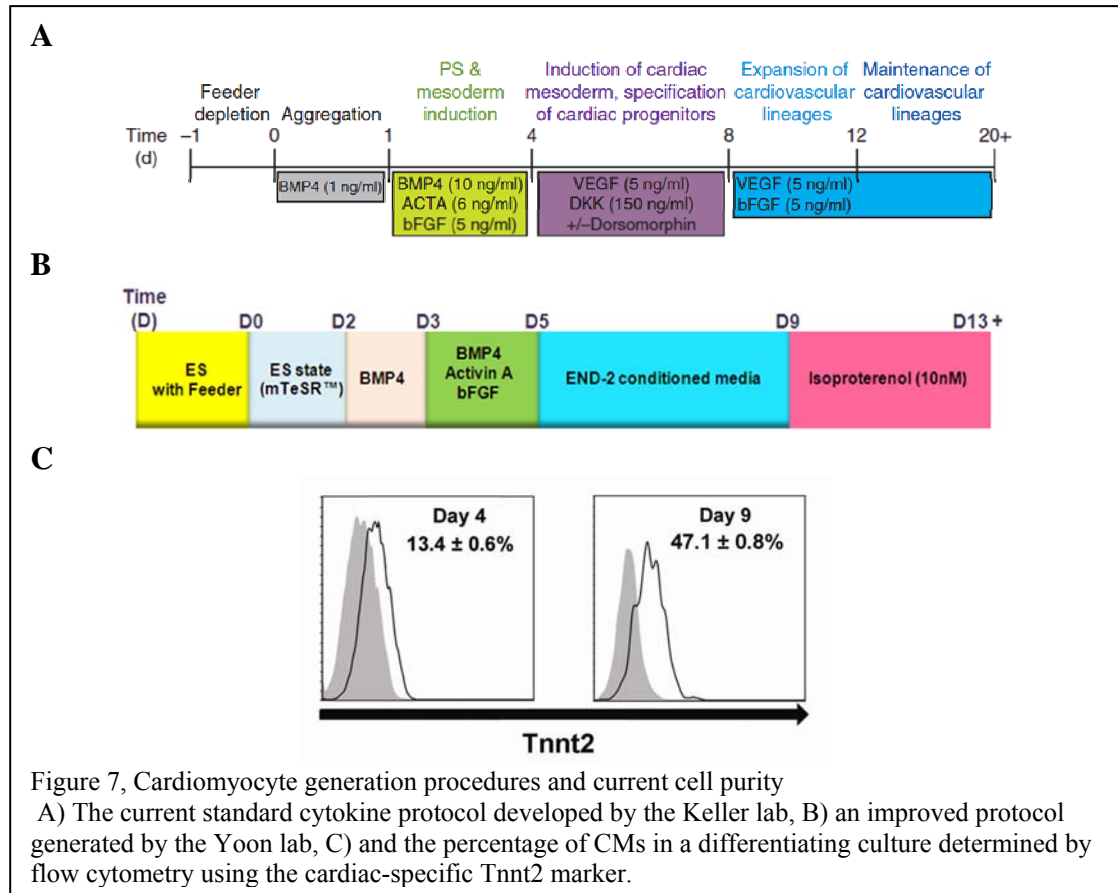 A
PS & mesoderm induction
Induction of cardiac mesoderm, specification of cardiac progenitors
Expansion of cardiovascular lineages
Maintenance of cardiovascular lineages
Feeder depletion
Aggregation
Time (d)
–1 0 1 4 8 12 20+
BMP4 (1 ng/ml)
BMP4 (10 ng/ml)
ACTA (6 ng/ml)
bFGF (5 ng/ml)
VEGF (5 ng/ml)
DKK (150 ng/ml)
+/–Dorsomorphin
VEGF (5 ng/ml)
bFGF (5 ng/ml)
B
Time
(D) D0 D2 D3 D5 D9 D13 +
ES
with Feeder
ES state
(mTeSR™)
BMP4
BMP4
Activin A
bFGF
END-2 conditioned media
Isoproterenol (10nM)
C
Day 4
13.4 ± 0.6%
Day 9
47.1 ± 0.8%
Tnnt2
Figure 7, Cardiomyocyte generation procedures and current cell purity
A) The current standard cytokine protocol developed by the Keller lab, B) an improved protocol
generated by the Yoon lab, C) and the percentage of CMs in a differentiating culture determined by
flow cytometry using the cardiac-specific Tnnt2 marker.